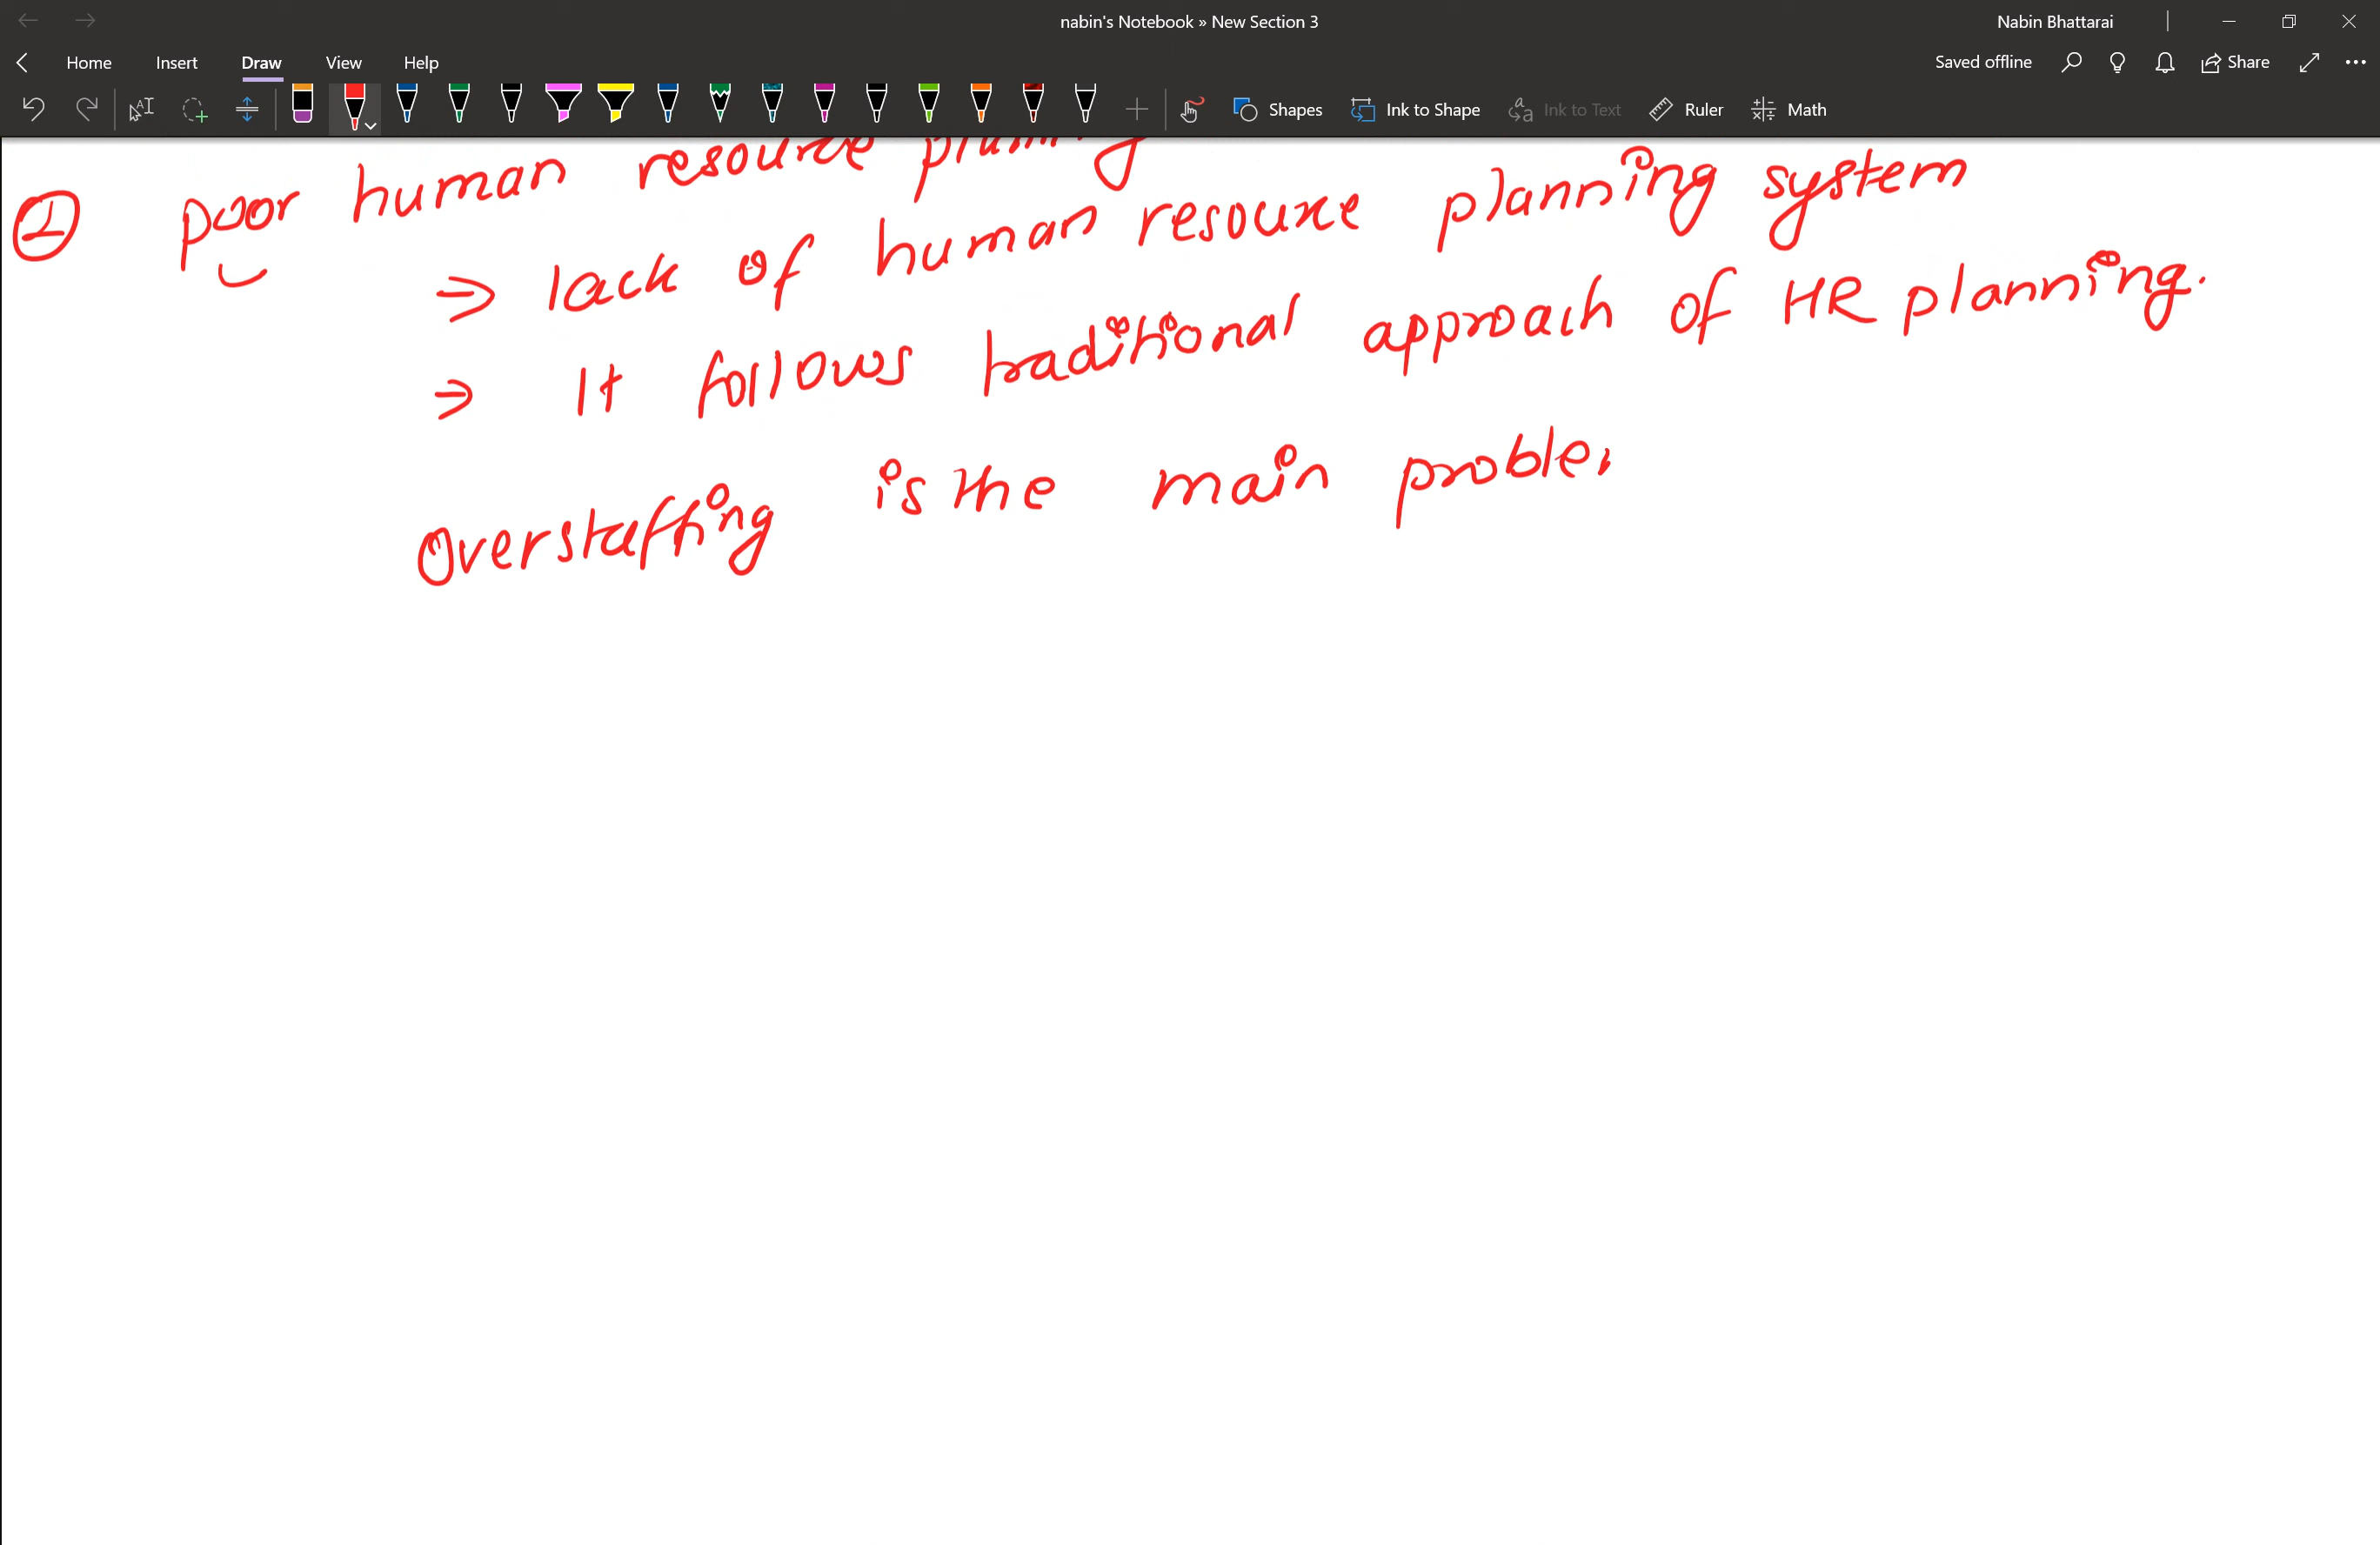 nabin's Notebook » New Section 3
Nabin Bhattarai
Home Insert Draw View Help
Saved offline
Share
Shapes Ink to Shape Ink to Text Ruler Math
① poor human resource planning
⇒ lack of human resource planning system
⇒ It follows traditional approach of HR planning.
Overstaffing is the main proble